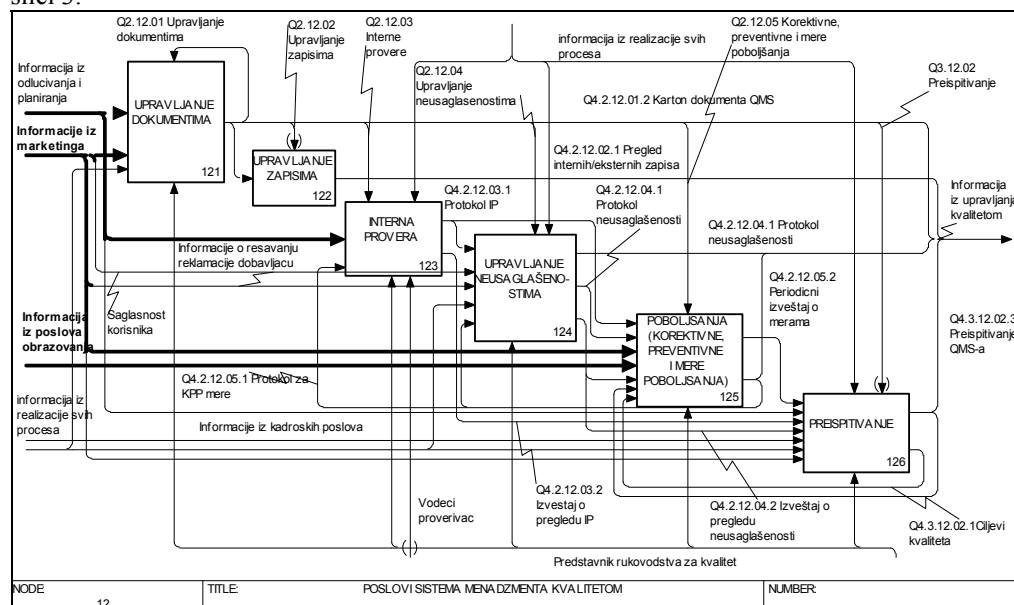 slici 3.
Q2.12.01 Upravljanje
dokumentima
Q2.12.02
Upravljanje
zapisima
Q2.12.03
Interne
provere
Q2.12.04
Upravljanje
neusaglasenostima
informacija iz realizacije svih
procesa
Q2.12.05 Korektivne,
preventivne i mere
poboljšanja
Q3.12.02
Preispitivanje
Informacija iz
odlucivanja i
planiranja
Informacije iz
marketinga
UPRAVLJANJE
DOKUMENTIMA
121
UPRAVLJANJE
ZAPISIMA
122
Q4.2.12.01.2 Karton dokumenta QMS
Q4.2.12.02.1 Pregled
internih/eksternih zapisa
Q4.2.12.03.1
Protokol IP
Q4.2.12.04.1
Protokol
neusaglašenosti
Q4.2.12.04.1 Protokol
neusaglašenosti
Informacija
iz upravljanja
kvalitetom
INTERNA
PROVERA
123
Informacije o resavanju
reklamacije dobavljacu
UPRAVLJANJE
NEUSAGLAŠENO-
STIMA
124
Q4.2.12.05.2
Periodicni
izveštaj o
merama
Saglasnost
korisnika
Informacija
iz poslova
obrazovanja
POBOLJSANJA
(KOREKTIVNE,
PREVENTIVNE
I MERE
POBOLJSANJA)
125
Q4.3.12.02.3
Preispitivanje
QMS-a
Q4.2.12.05.1 Protokol za
KPP mere
informacija iz
realizacije svih
procesa
Informacije iz kadroskih poslova
PREISPITIVANJE
126
Vodeci
proverivac
Q4.2.12.03.2
Izvestaj o
pregledu IP
Q4.2.12.04.2 Izveštaj o
pregledu
neusaglašenosti
Q4.3.12.02.1Ciljevi
kvaliteta
Predstavnik rukovodstva za kvalitet
NODE: 12
TITLE: POSLOVI SISTEMA MENADZMENTA KVALITETOM
NUMBER: